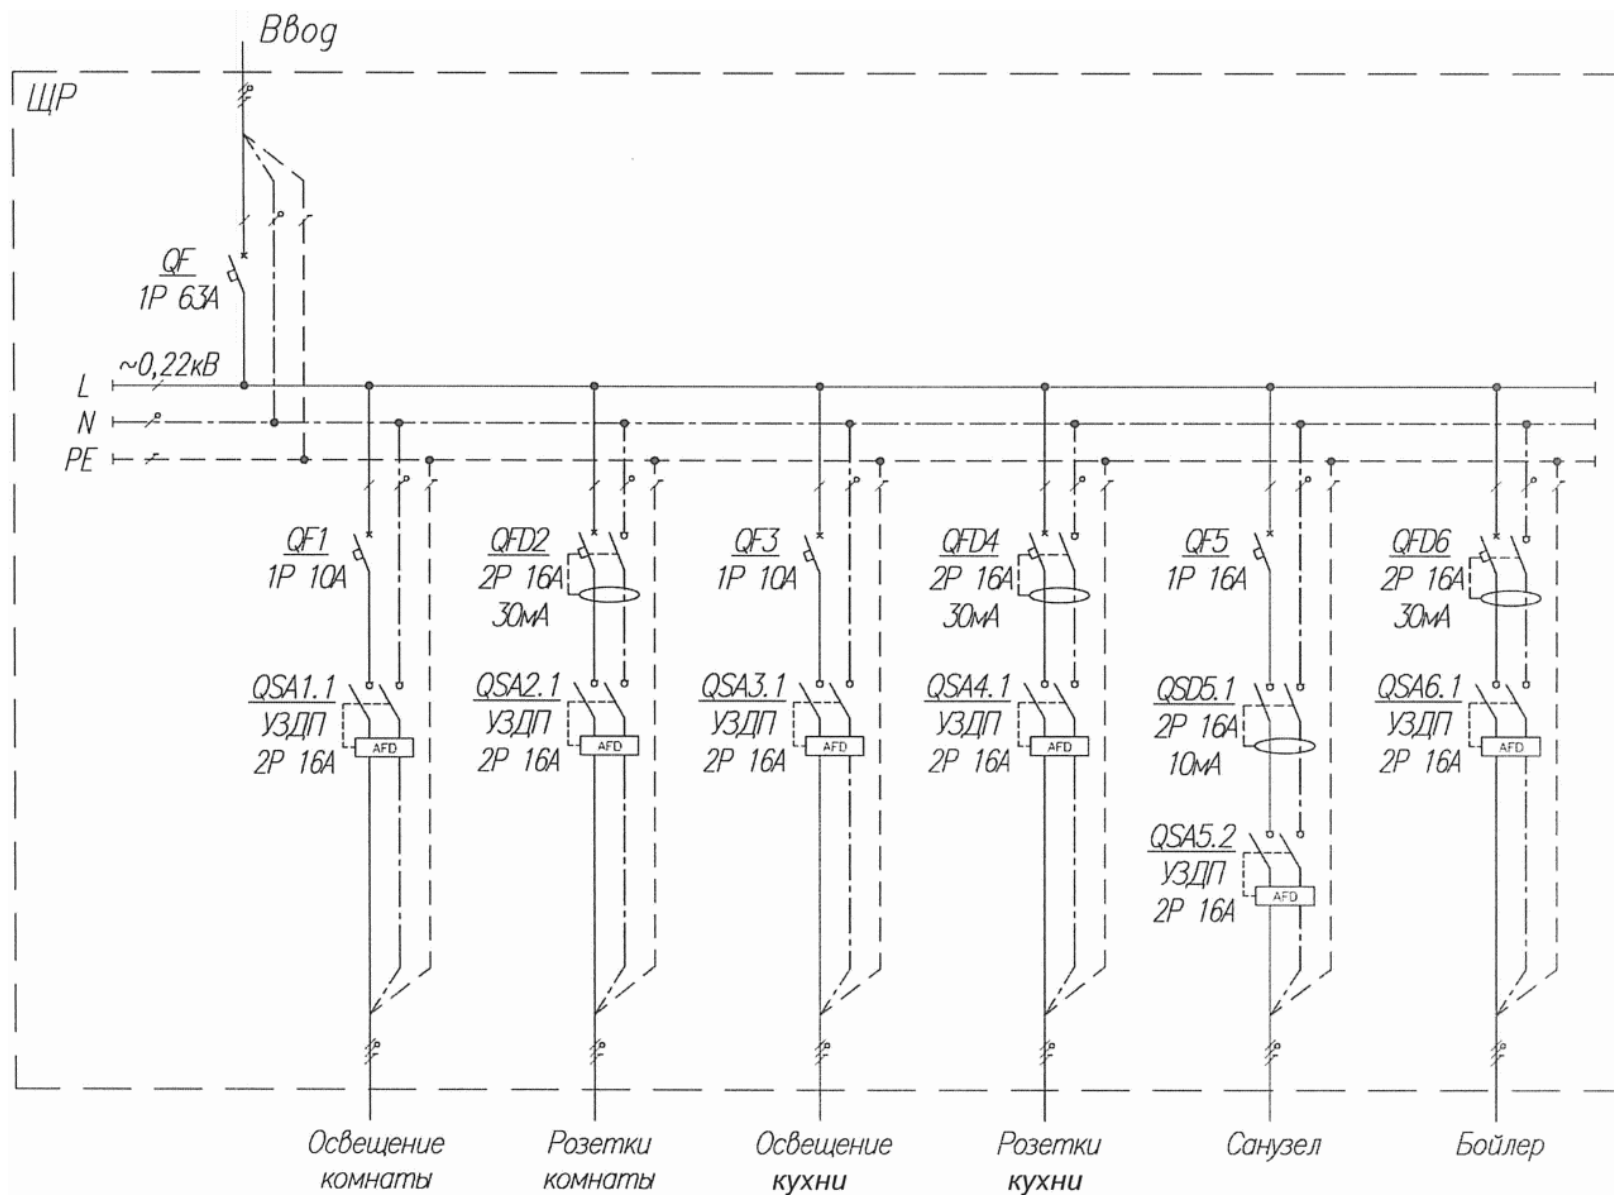 Ввод
ЩР
QF
1P 63A
~0,22кВ
L
N
PE
QF1
1P 10A
QFD2
2P 16A
30мА
QF3
1P 10A
QFD4
2P 16A
30мА
QF5
1P 16A
QFD6
2P 16A
30мА
QSA1.1
УЗДП
2P 16A
AFD
QSA2.1
УЗДП
2P 16A
AFD
QSA3.1
УЗДП
2P 16A
AFD
QSA4.1
УЗДП
2P 16A
AFD
QSD5.1
2P 16A
10мА
QSA6.1
УЗДП
2P 16A
AFD
QSA5.2
УЗДП
2P 16A
AFD
Освещение
комнаты
Розетки
комнаты
Освещение
кухни
Розетки
кухни
Санузел
Бойлер